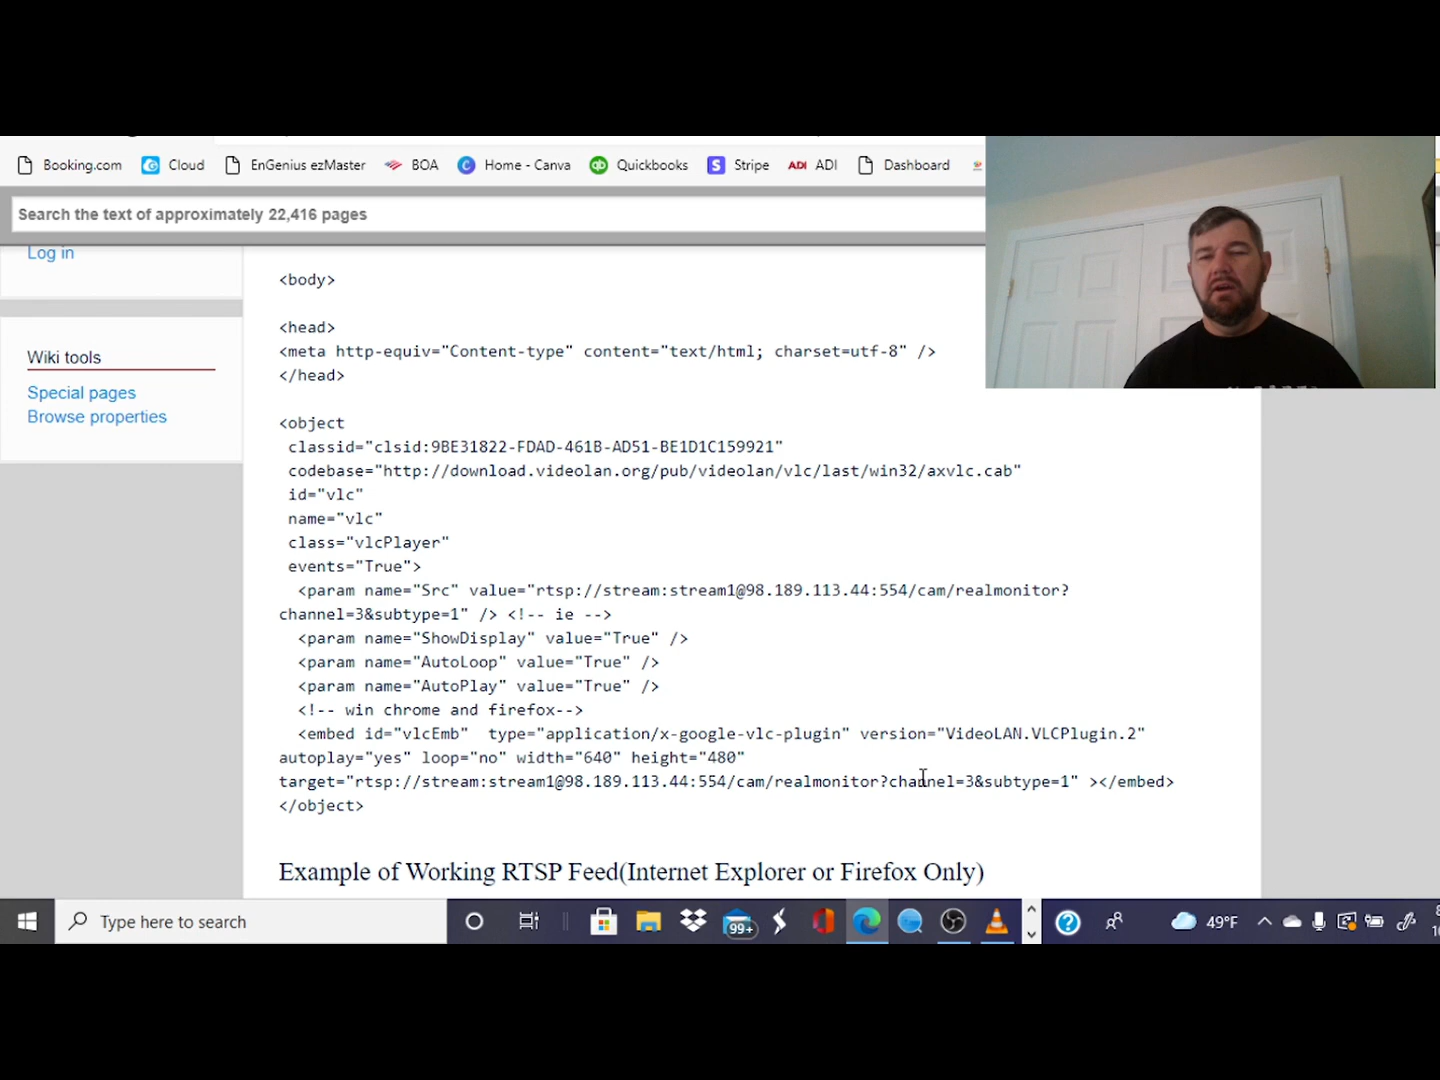 Booking.com Cloud EnGenius ezMaster BOA Home - Canva Quickbooks Stripe ADI ADI Dashboard
Search the text of approximately 22,416 pages
Log in
Wiki tools
Special pages
Browse properties
<body>
<head>
<meta http-equiv="Content-type" content="text/html; charset=utf-8" />
</head>
<object
classid="clsid:9BE31822-FDAD-461B-AD51-BE1D1C159921"
codebase="http://download.videolan.org/pub/videolan/vlc/last/win32/axvlc.cab"
id="vlc"
name="vlc"
class="vlcPlayer"
events="True">
<param name="Src" value="rtsp://stream:stream1@98.189.113.44:554/cam/realmonitor?
channel=3&subtype=1" /> <!-- ie -->
<param name="ShowDisplay" value="True" />
<param name="AutoLoop" value="True" />
<param name="AutoPlay" value="True" />
<!-- win chrome and firefox-->
<embed id="vlcEmb" type="application/x-google-vlc-plugin" version="VideoLAN.VLCPlugin.2"
autoplay="yes" loop="no" width="640" height="480"
target="rtsp://stream:stream1@98.189.113.44:554/cam/realmonitor?channel=3&subtype=1" ></embed>
</object>
Example of Working RTSP Feed(Internet Explorer or Firefox Only)
Type here to search 99+ 49°F